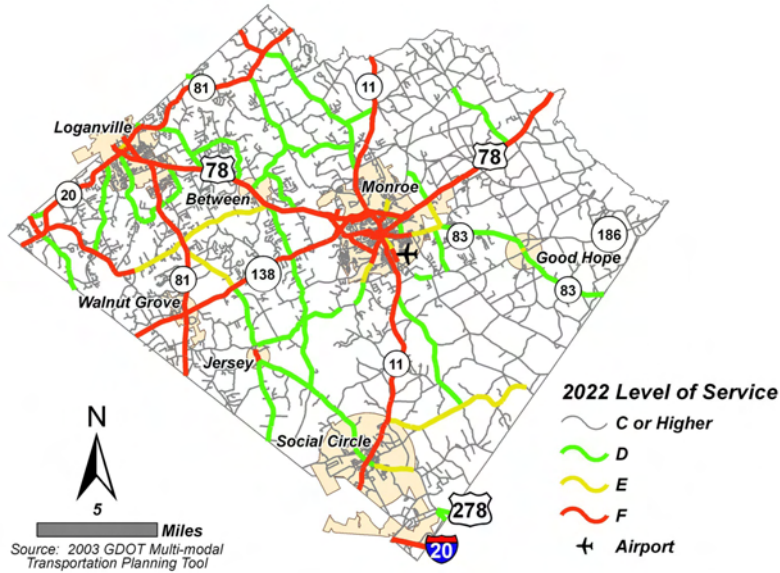 81
11
Loganville
78
78
20
Between
Monroe
83
186
Good Hope
138
81
83
Walnut Grove
Jersey
11
2022 Level of Service
C or Higher
N
Social Circle
D
E
5
278
F
Miles
20
Airport
Source: 2003 GDOT Multi-modal
Transportation Planning Tool